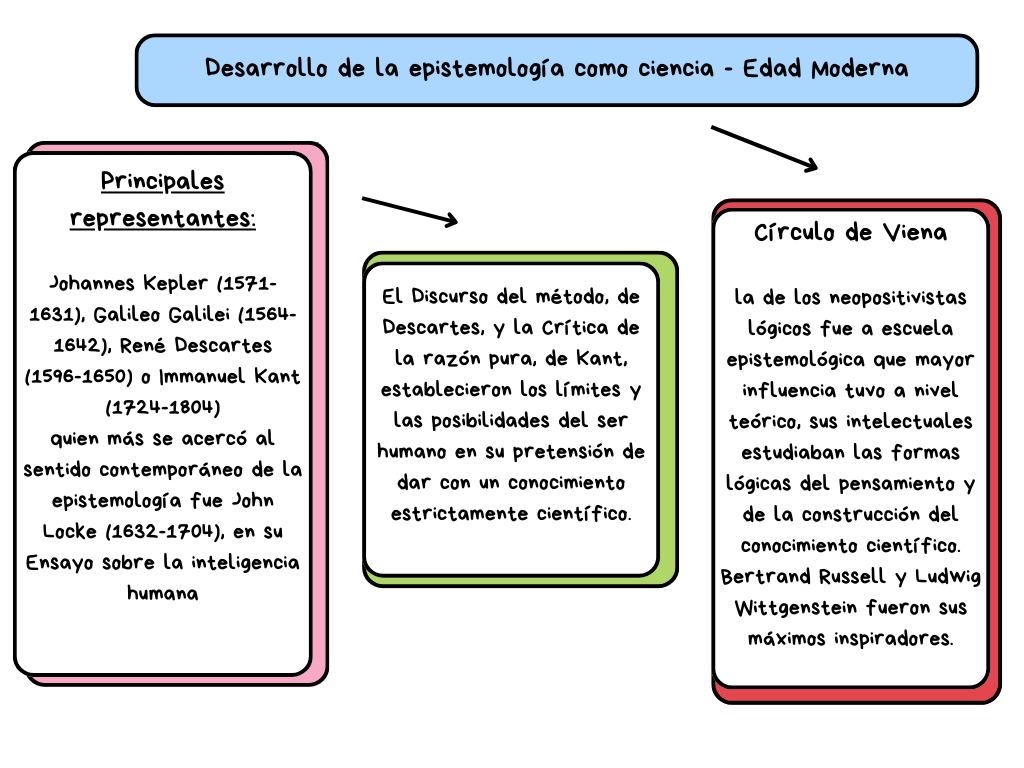 Desarrollo de la epistemología como ciencia - Edad Moderna
Principales
representantes:
Johannes Kepler (1571-
1631), Galileo Galilei (1564-
1642), René Descartes
(1596-1650) o Immanuel Kant
(1724-1804)
quien más se acercó al
sentido contemporáneo de la
epistemología fue John
Locke (1632-1704), en su
Ensayo sobre la inteligencia
humana
El Discurso del método, de
Descartes, y la Crítica de
la razón pura, de Kant,
establecieron los límites y
las posibilidades del ser
humano en su pretensión de
dar con un conocimiento
estrictamente científico.
Círculo de Viena
la de los neopositivistas
lógicos fue a escuela
epistemológica que mayor
influencia tuvo a nivel
teórico, sus intelectuales
estudiaban las formas
lógicas del pensamiento y
de la construcción del
conocimiento científico.
Bertrand Russell y Ludwig
Wittgenstein fueron sus
máximos inspiradores.